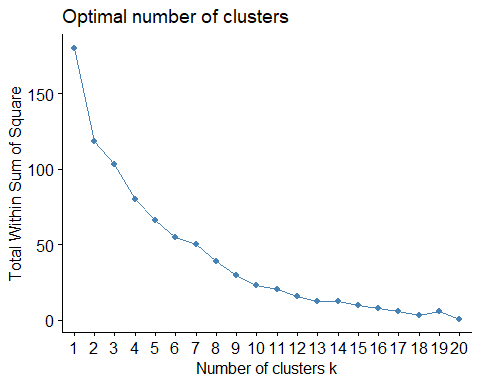 Optimal number of clusters
Total Within Sum of Square
150
100
50
0
1 2 3 4 5 6 7 8 9 10 11 12 13 14 15 16 17 18 19 20
Number of clusters k